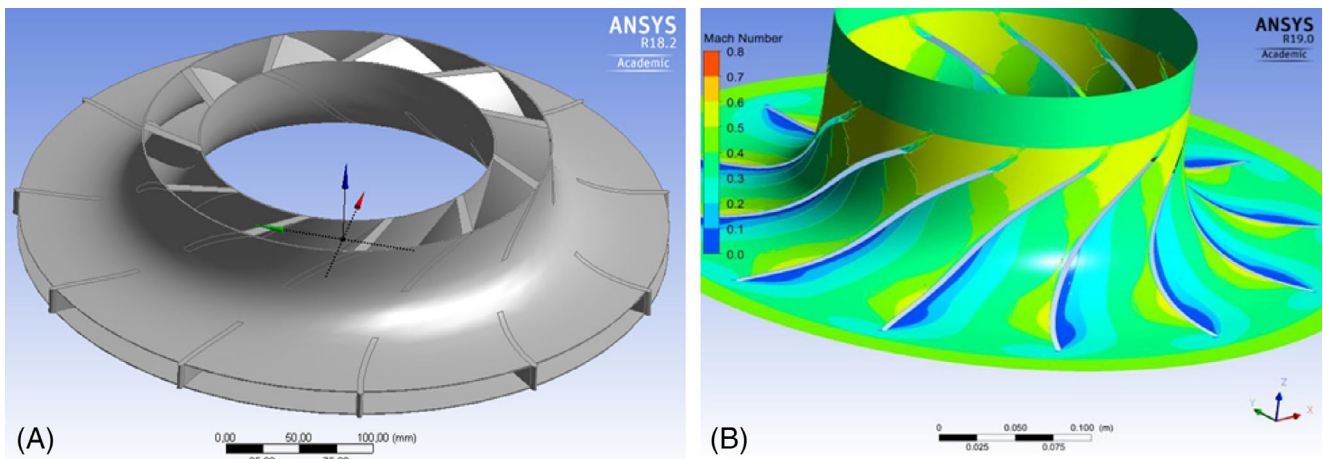 ANSYS
R18.2
Academic
0,00 50,00 100,00 (mm)
(A)
ANSYS
R19.0
Academic
Mach Number
0.8
0.7
0.6
0.5
0.4
0.3
0.2
0.1
0.0
Z
Y X
0 0.050 0.100 (m)
0.025 0.075
(B)